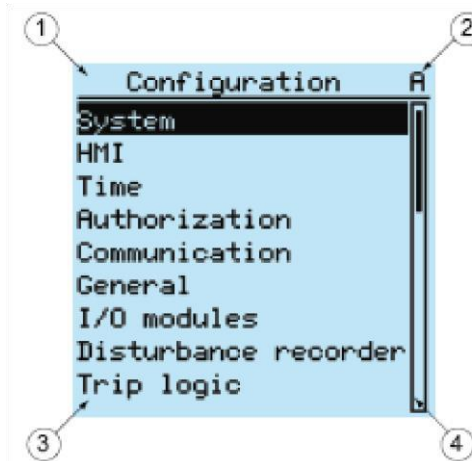 1 2
Configuration A
System
HMI
Time
Authorization
Communication
General
I/O modules
Disturbance recorder
Trip logic
3 4